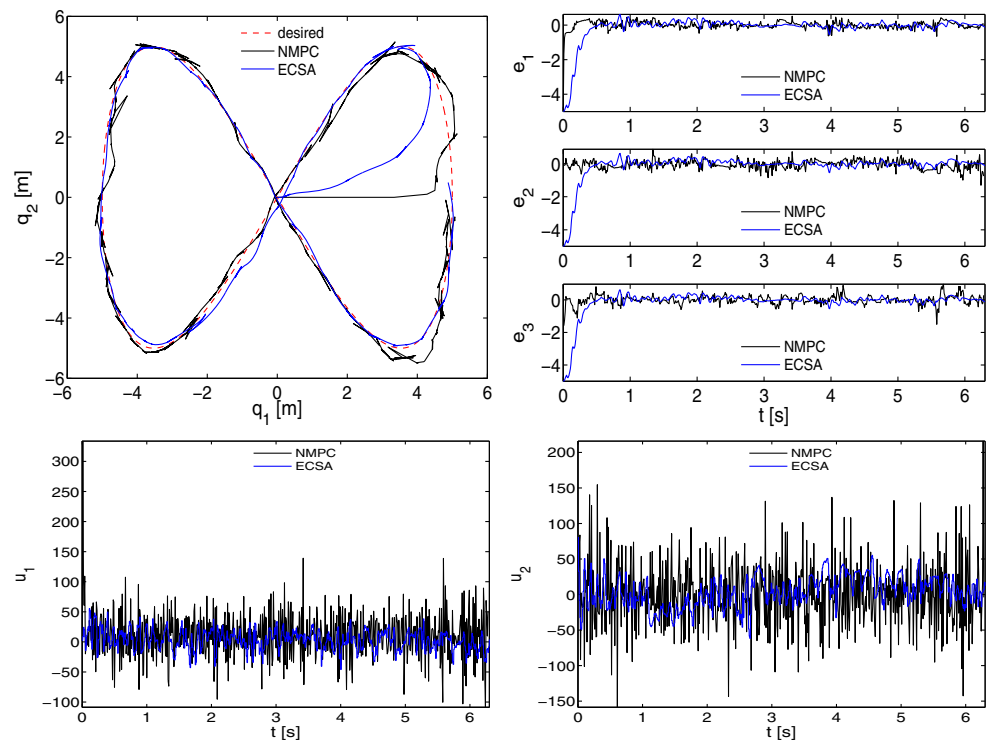 desired
NMPC
ECSA
6
4
2
0
−2
−4
−6
q2 [m]
−6 −4 −2 0 2 4 6
q1 [m]
0
−2
−4
e1
NMPC
ECSA
0 1 2 3 4 5 6
0
−2
−4
e2
NMPC
ECSA
0 1 2 3 4 5 6
0
−2
−4
e3
NMPC
ECSA
0 1 2 3 4 5 6
t [s]
NMPC
ECSA
300
250
200
150
100
50
0
−50
−100
u1
0 1 2 3 4 5 6
t [s]
NMPC
ECSA
200
150
100
50
0
−50
−100
−150
u2
0 1 2 3 4 5 6
t [s]